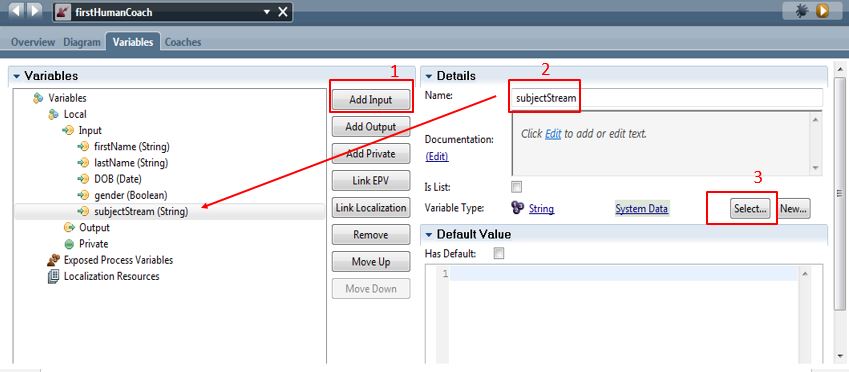 firstHumanCoach
Overview Diagram Variables Coaches
Variables
Variables
Local
Input
firstName (String)
lastName (String)
DOB (Date)
gender (Boolean)
subjectStream (String)
Output
Private
Exposed Process Variables
Localization Resources
1
Add Input
Add Output
Add Private
Link EPV
Link Localization
Remove
Move Up
Move Down
Details
2
Name: subjectStream
Documentation:
(Edit)
Click Edit to add or edit text.
Is List:
3
Variable Type: String System Data Select... New...
Default Value
Has Default:
1